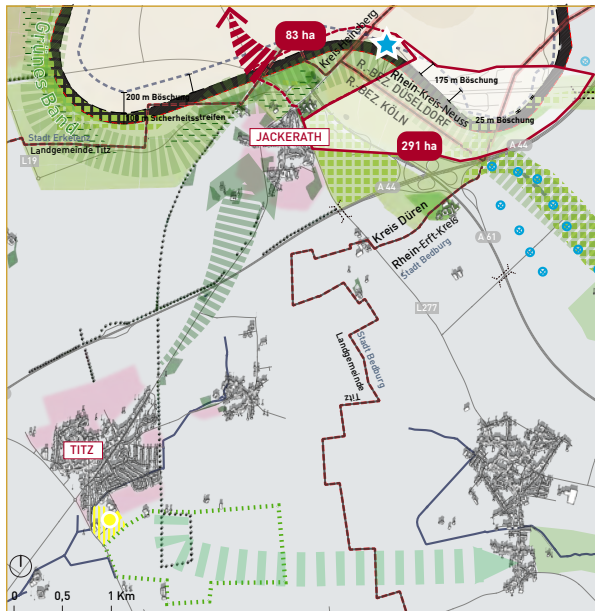 83 ha
Kreis Heinsberg
R.-BEZ DÜSELDORF
R.-BEZ KÖLN
Rhein-Kreis-Neuss
175 m Böschung
25 m Böschung
200 m Böschung
100 m Sicherheitsstreifen
Grünes Band
Stadt Erkelenz
Landgemeinde Titz
L19
JACKERATH
291 ha
A 44
A 44
Kreis Düren
Rhein-Erft-Kreis
Stadt Bedburg
A 61
L277
Stadt Bedburg
Landgemeinde
Titz
TITZ
0 0,5 1 Km